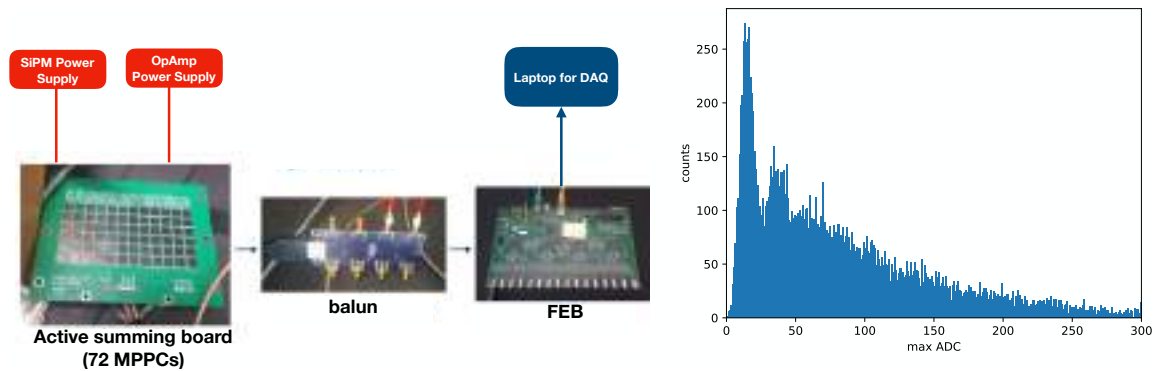 SiPM Power
Supply
OpAmp
Power Supply
Laptop for DAQ
Active summing board
(72 MPPCs)
balun
FEB
counts
250
200
150
100
50
0
0
50
100
150
200
250
300
max ADC